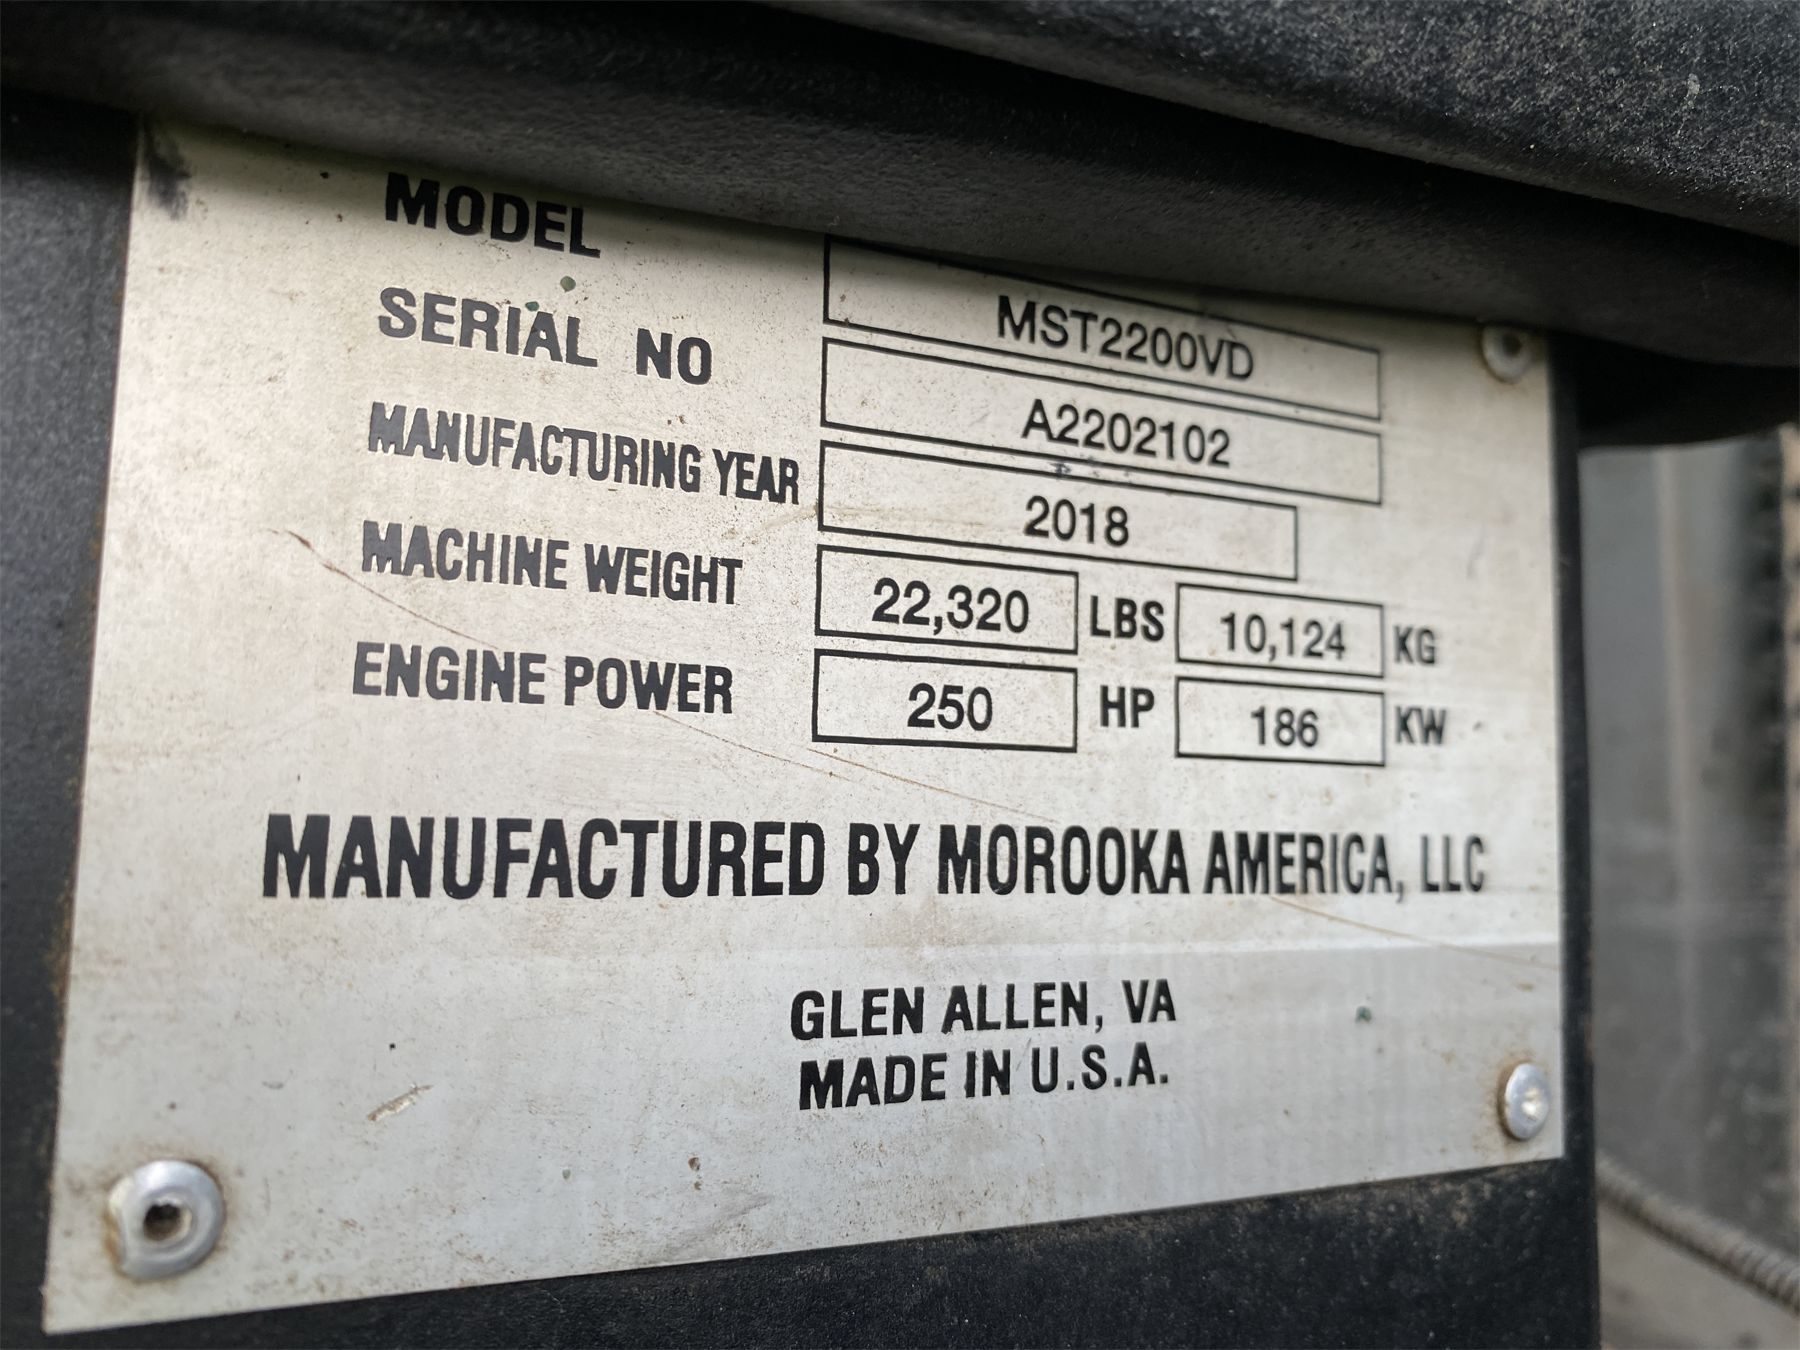 MODEL MST2200VD
SERIAL NO A2202102
MANUFACTURING YEAR 2018
MACHINE WEIGHT 22,320 LBS 10,124 KG
ENGINE POWER 250 HP 186 KW
MANUFACTURED BY MOROOKA AMERICA, LLC
GLEN ALLEN, VA
MADE IN U.S.A.